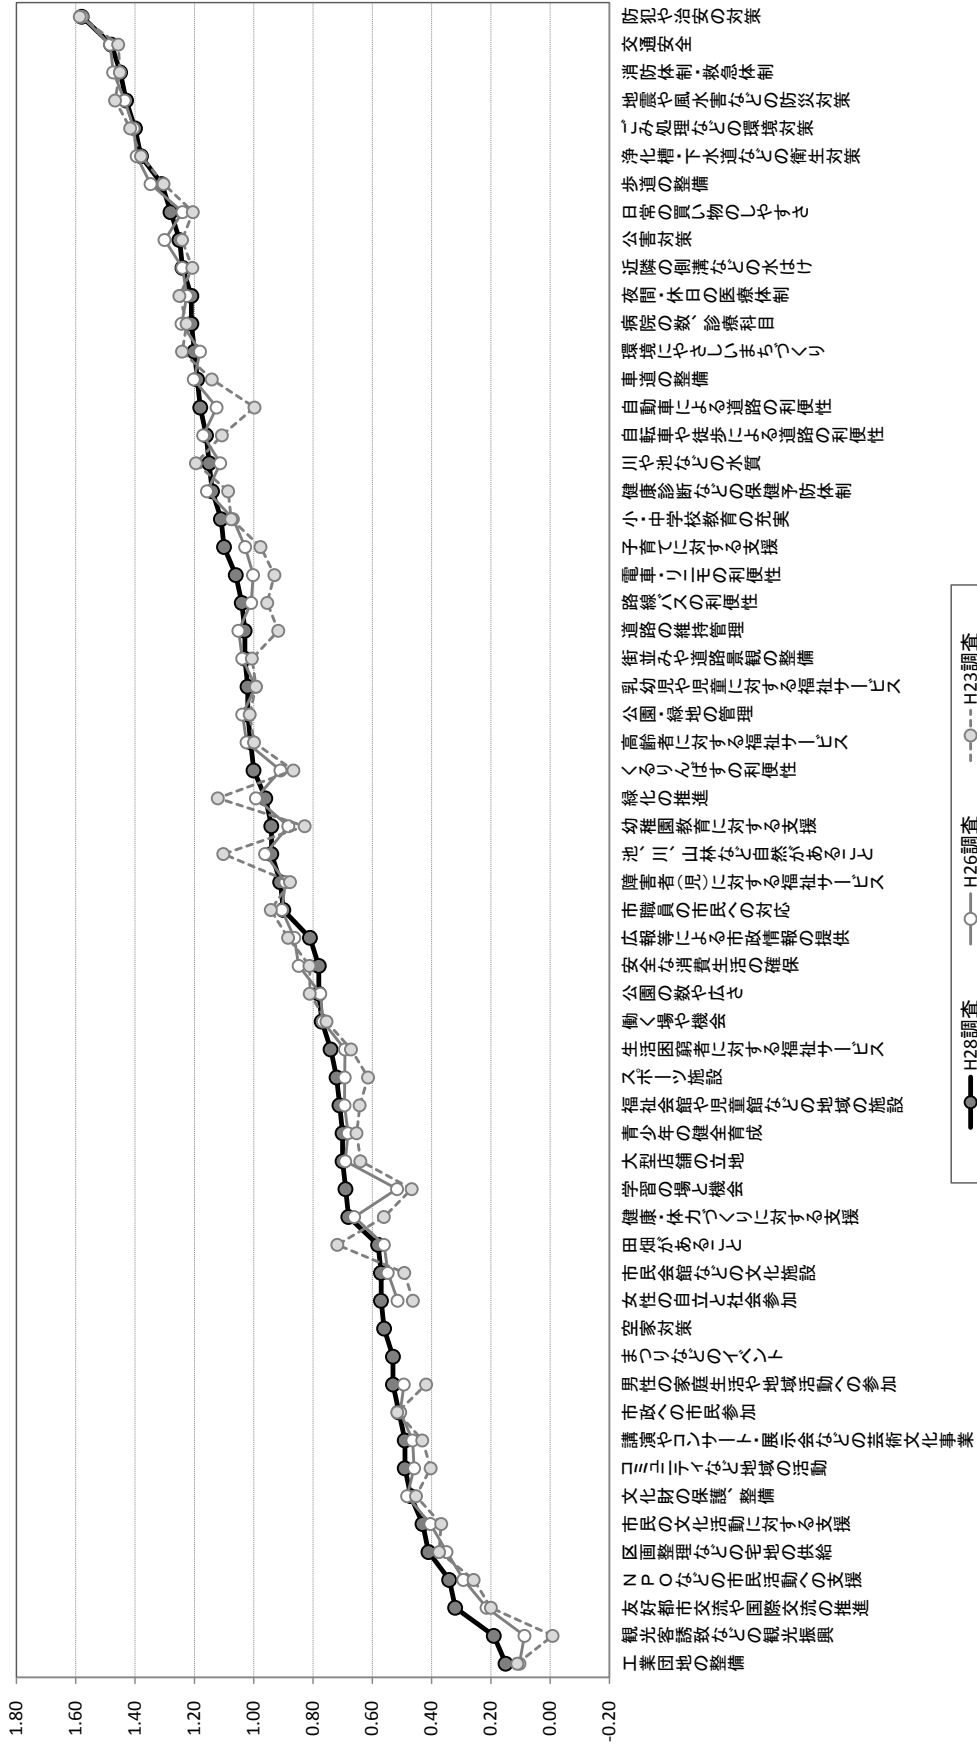 防犯や治安の対策
交通安全
消防体制・救急体制
地震や風水害などの防災対策
ごみ処理などの環境対策
浄化槽・下水道などの衛生対策
歩道の整備
日常の買い物のしやすさ
公害対策
近隣の側溝などの水はけ
夜間・休日の医療体制
病院の数、診療科目
環境にやさしいまちづくり
車道の整備
自動車による道路の利便性
自転車や徒歩による道路の利便性
川や池などの水質
健康診断などの保健予防体制
小・中学校教育の充実
子育てに対する支援
電車・リニモの利便性
路線バスの利便性
道路の維持管理
街並みや道路景観の整備
乳幼児や児童に対する福祉サービス
公園・緑地の管理
高齢者に対する福祉サービス
くるりんばすの利便性
緑化の推進
幼稚園教育に対する支援
池、川、山林など自然があること
障害者(児)に対する福祉サービス
市職員の市民への対応
広報等による市政情報の提供
安全な消費生活の確保
公園の数や広さ
働く場や機会
生活困窮者に対する福祉サービス
スポーツ施設
福祉会館や児童館などの地域の施設
青少年の健全育成
大型店舗の立地
学習の場と機会
健康・体力づくりに対する支援
田畑があること
市民会館などの文化施設
女性の自立と社会参加
空家対策
まつりなどのイベント
男性の家庭生活や地域活動への参加
市政への市民参加
講演やコンサート・展示会などの芸術文化事業
コミュニティなど地域の活動
文化財の保護、整備
市民の文化活動に対する支援
区画整理などの宅地の供給
ＮＰＯなどの市民活動への支援
友好都市交流や国際交流の推進
観光客誘致などの観光振興
工業団地の整備
1.80
1.60
1.40
1.20
1.00
0.80
0.60
0.40
0.20
0.00
-0.20
H28調査
H26調査
H23調査